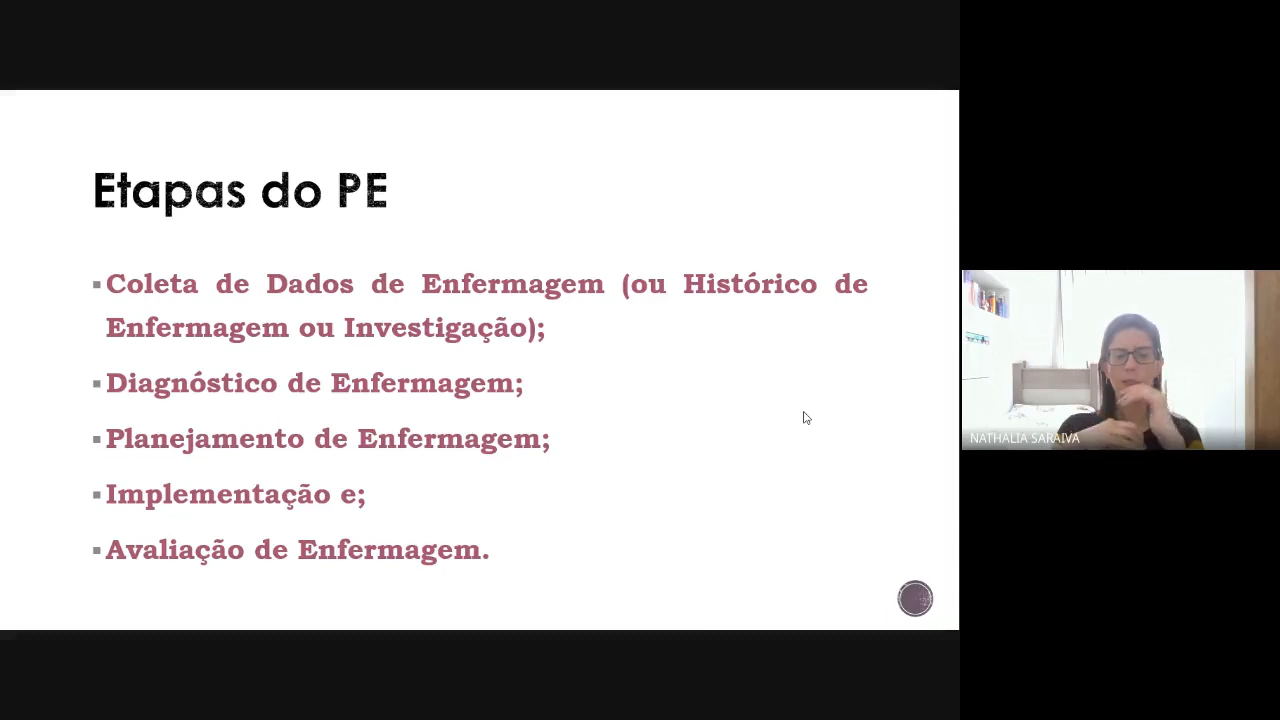 Etapas do PE
Coleta de Dados de Enfermagem (ou Histórico de
Enfermagem ou Investigação);
Diagnóstico de Enfermagem;
Planejamento de Enfermagem;
Implementação e;
Avaliação de Enfermagem.
NATHÁLIA SARAIVA